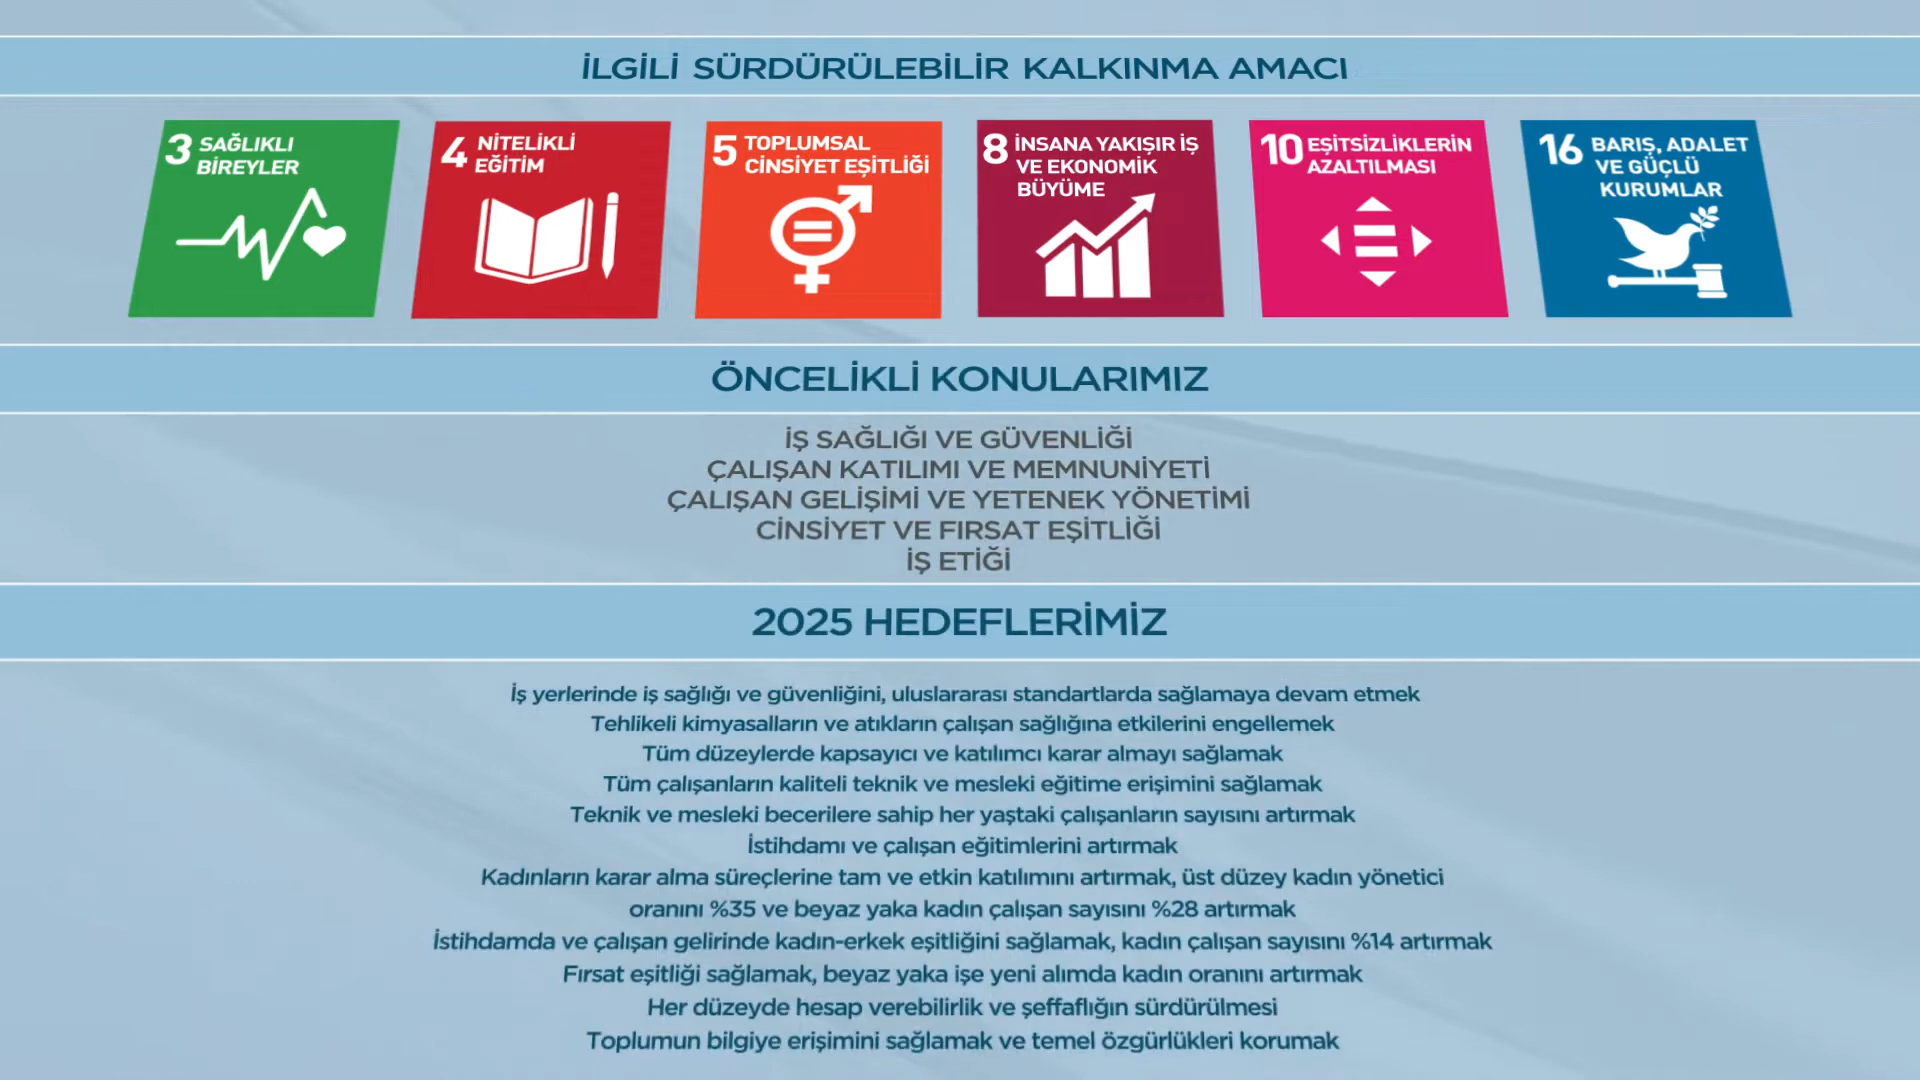 İLGİLİ SÜRDÜRÜLEBİLİR KALKINMA AMACI
3 SAĞLIKLI
BİREYLER
4 NİTELİKLİ
EĞİTİM
5 TOPLUMSAL
CİNSİYET EŞİTLİĞİ
8 İNSANA YAKIŞIR İŞ
VE EKONOMİK
BÜYÜME
10 EŞİTSİZLİKLERİN
AZALTILMASI
16 BARIŞ, ADALET
VE GÜÇLÜ
KURUMLAR
ÖNCELİKLİ KONULARIMIZ
İŞ SAĞLIĞI VE GÜVENLİĞİ
ÇALIŞAN KATILIMI VE MEMNUNİYETİ
ÇALIŞAN GELİŞİMİ VE YETENEK YÖNETİMİ
CİNSİYET VE FIRSAT EŞİTLİĞİ
İŞ ETİĞİ
2025 HEDEFLERİMİZ
İş yerlerinde iş sağlığı ve güvenliğini, uluslararası standartlarda sağlamaya devam etmek
Tehlikeli kimyasalların ve atıkların çalışan sağlığına etkilerini engellemek
Tüm düzeylerde kapsayıcı ve katılımcı karar almayı sağlamak
Tüm çalışanların kaliteli teknik ve mesleki eğitime erişimini sağlamak
Teknik ve mesleki becerilere sahip her yaştaki çalışanların sayısını artırmak
İstihdamı ve çalışan eğitimlerini artırmak
Kadınların karar alma süreçlerine tam ve etkin katılımını artırmak, üst düzey kadın yönetici
oranını %35 ve beyaz yaka kadın çalışan sayısını %28 artırmak
İstihdamda ve çalışan gelirinde kadın-erkek eşitliğini sağlamak, kadın çalışan sayısını %14 artırmak
Fırsat eşitliği sağlamak, beyaz yaka işe yeni alımda kadın oranını artırmak
Her düzeyde hesap verebilirlik ve şeffaflığın sürdürülmesi
Toplumun bilgiye erişimini sağlamak ve temel özgürlükleri korumak